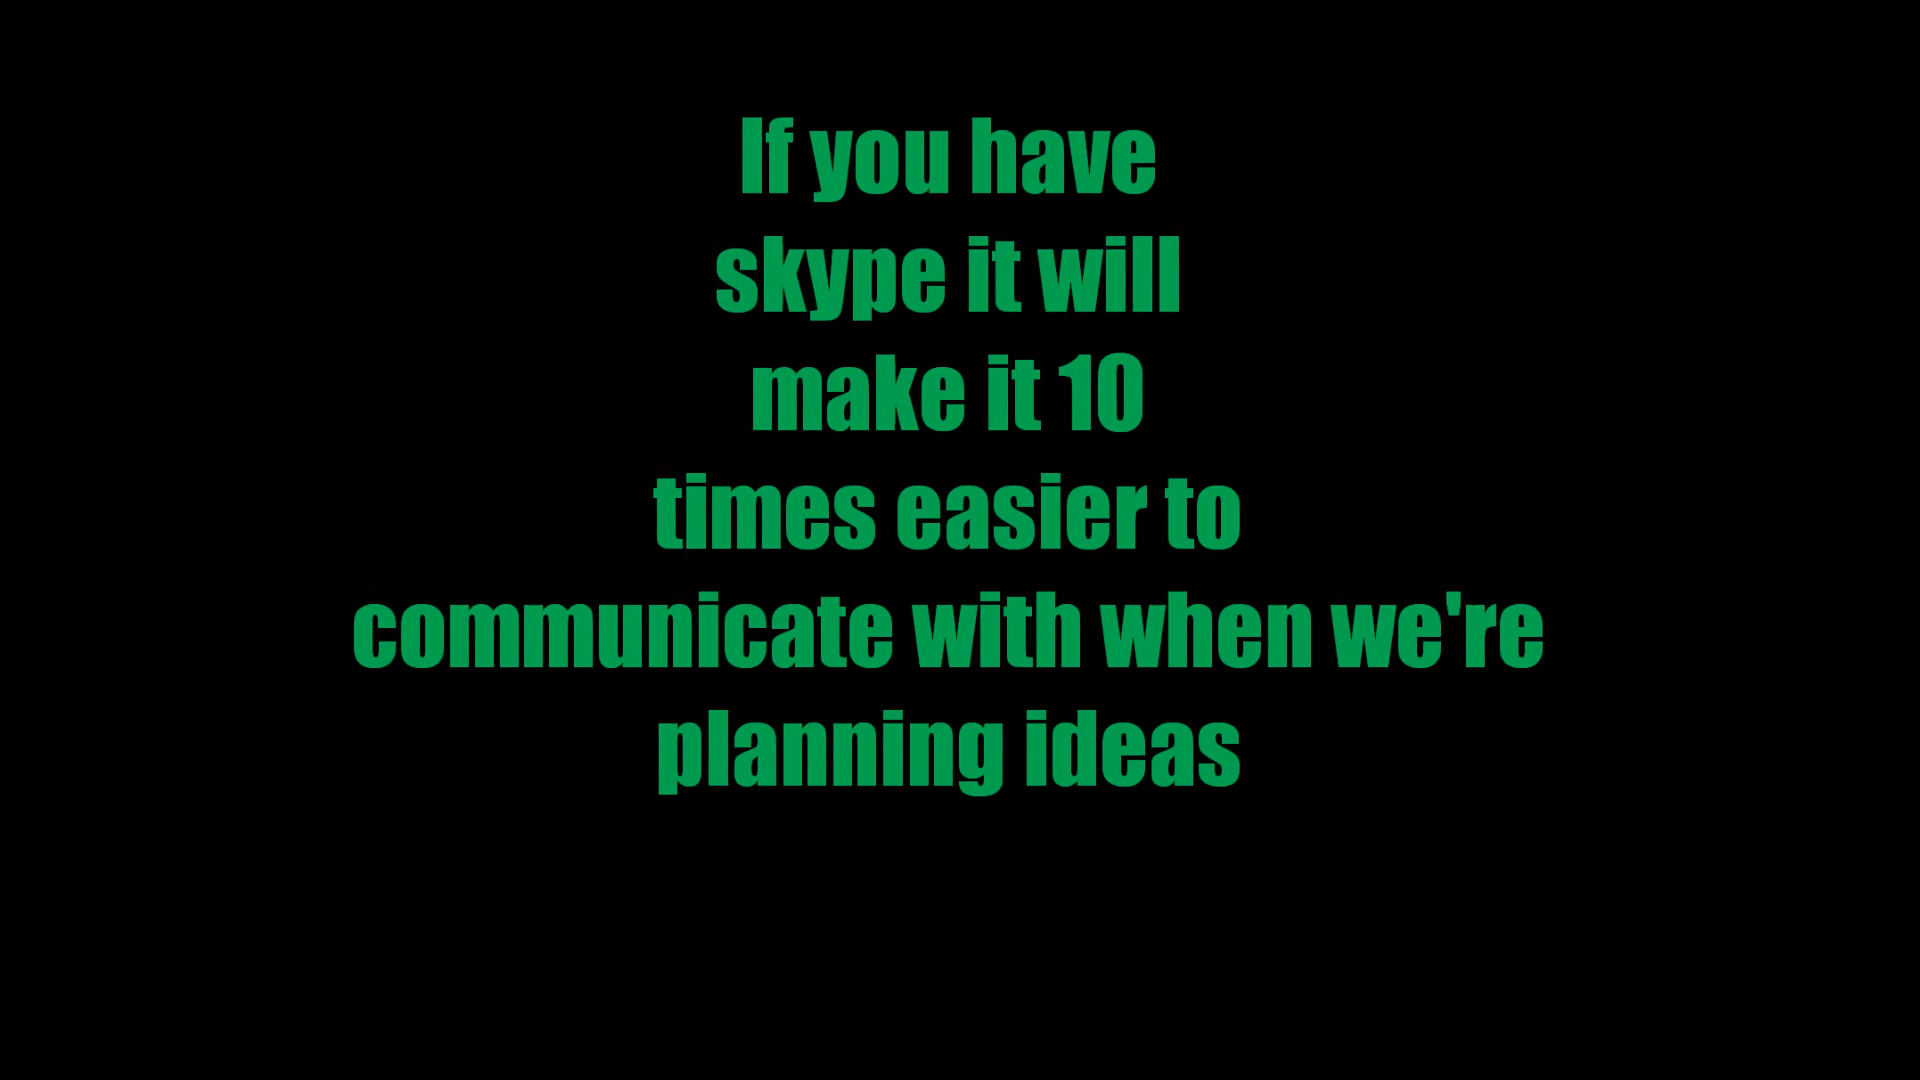 If you have
skype it will
make it 10
times easier to
communicate with when we're
planning ideas